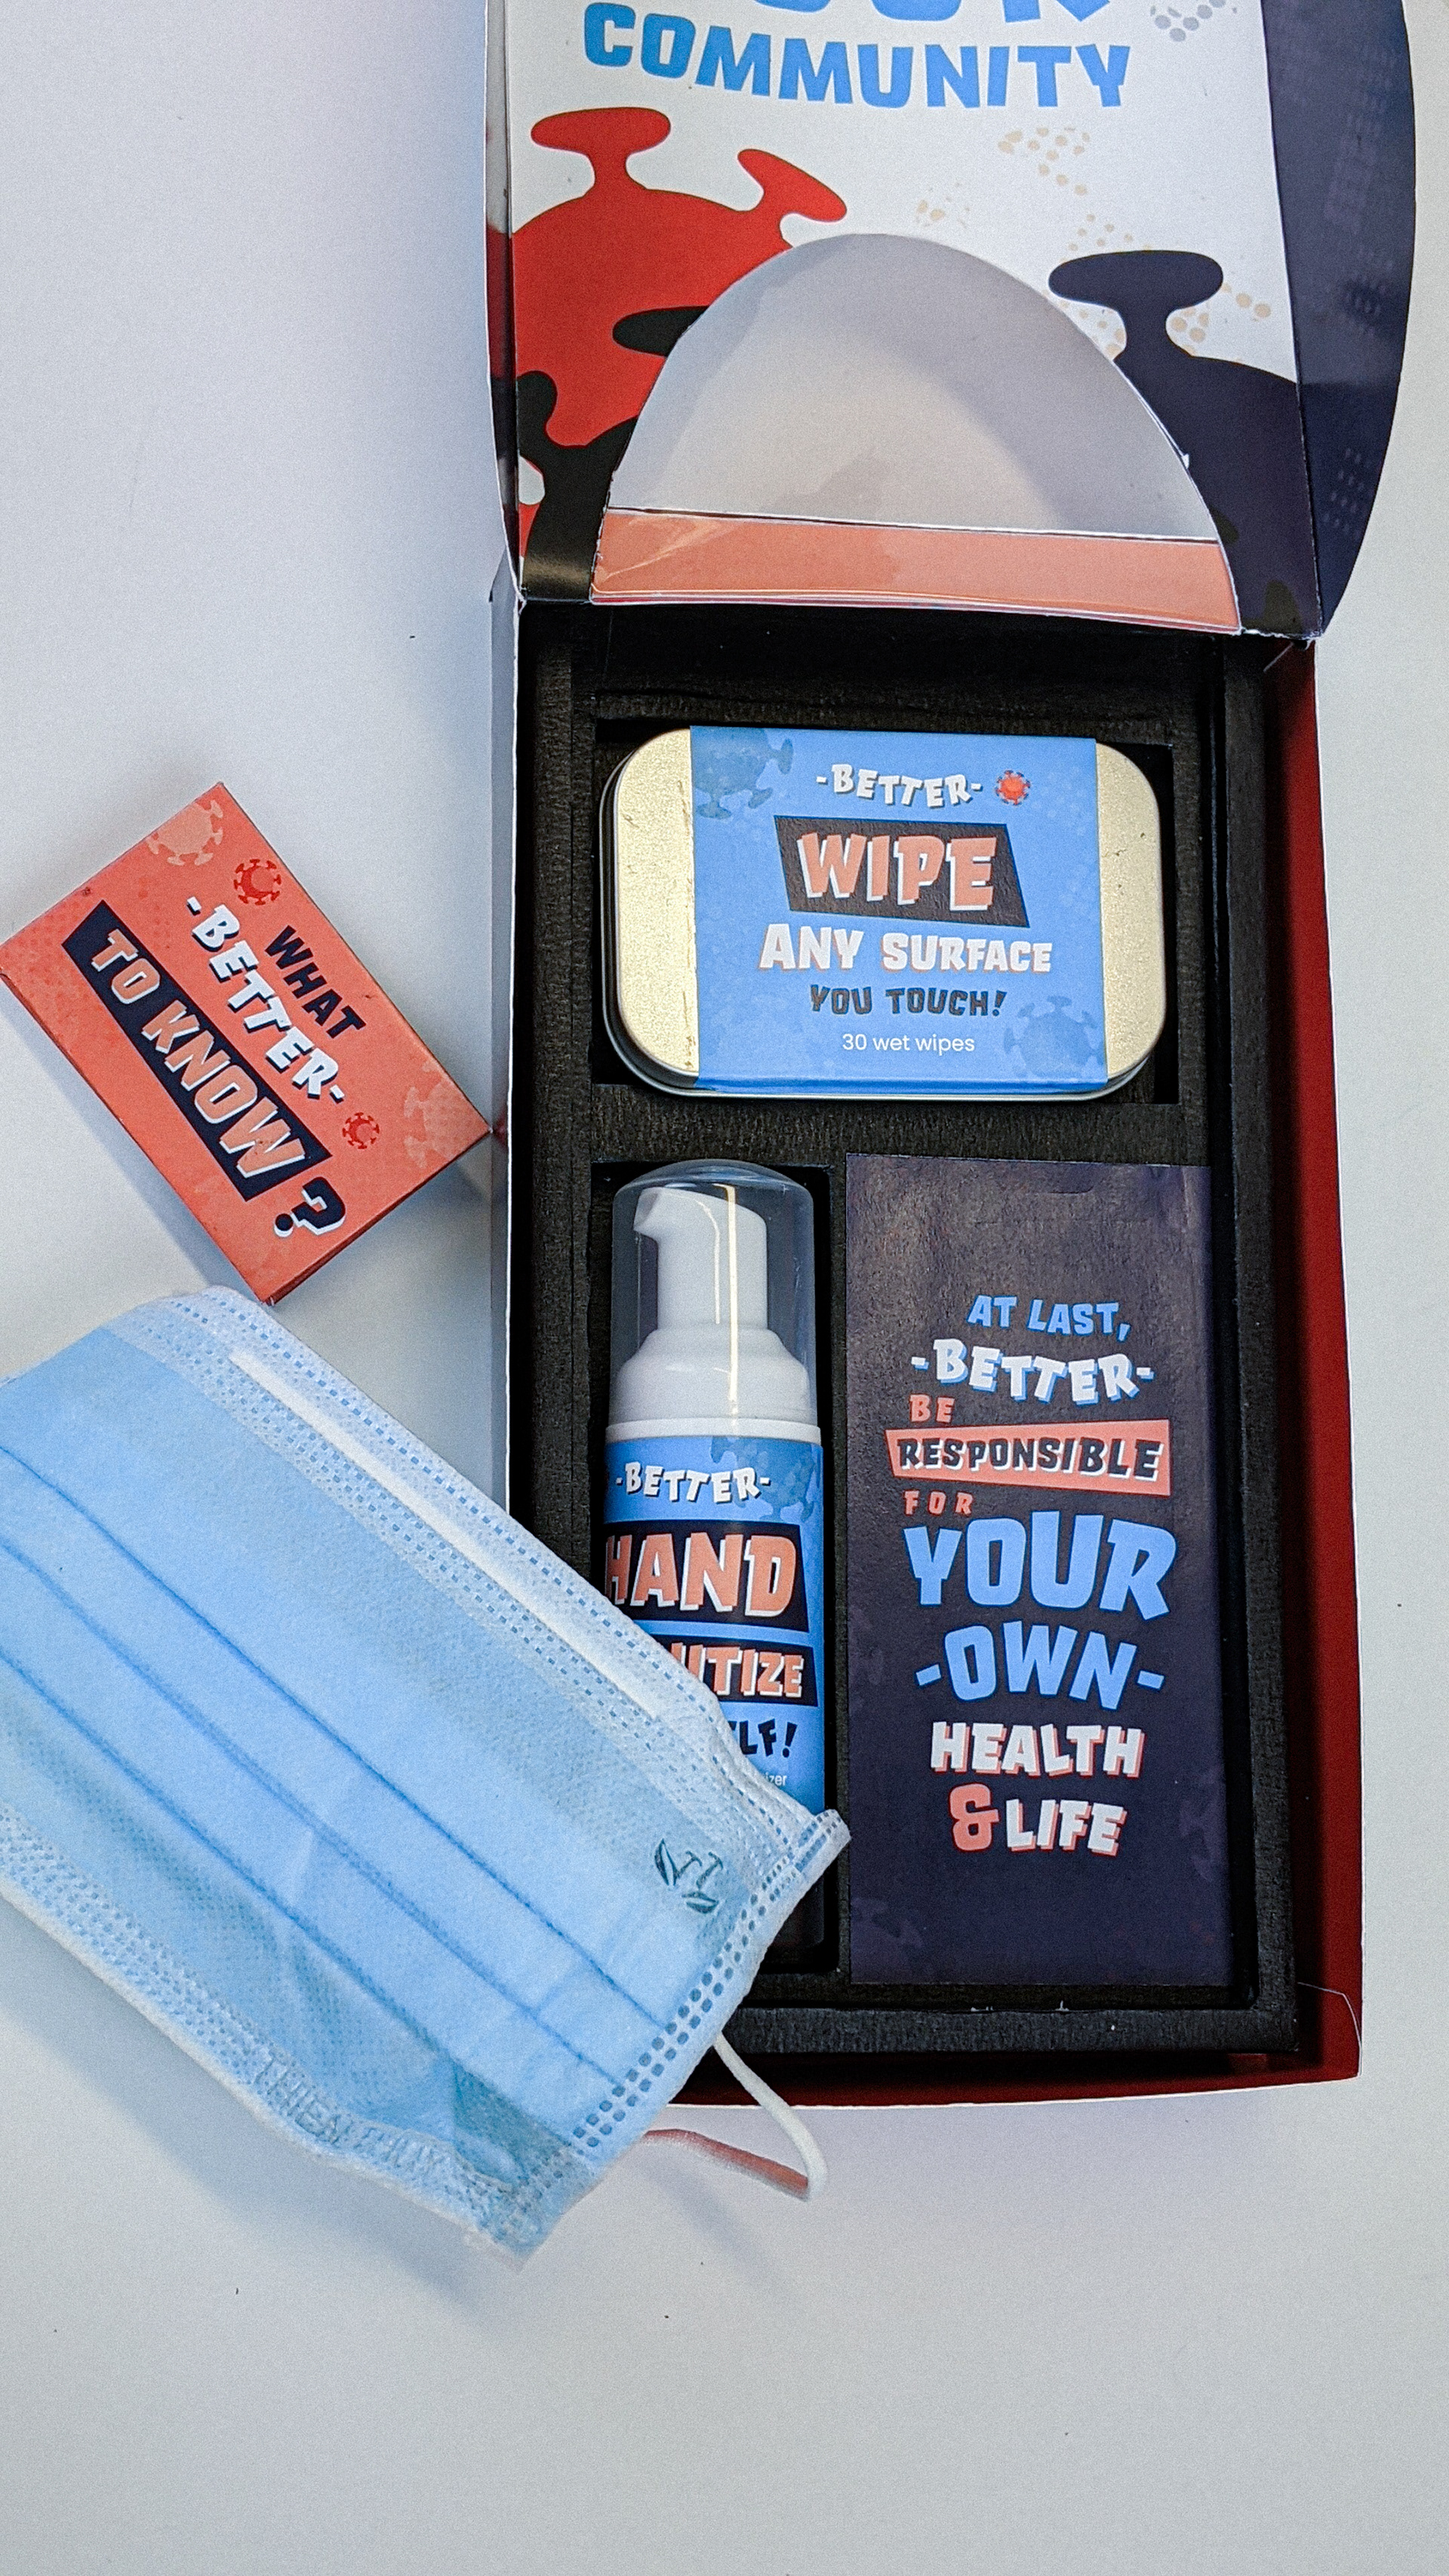 COMMUNITY
-BETTER-
WIPE
ANY SURFACE
YOU TOUCH!
30 wet wipes
WHAT
-BETTER-
TO KNOW
?
-BETTER-
HAND
AT LAST,
-BETTER-
BE
RESPONSIBLE
FOR
YOUR
-OWN-
HEALTH
& LIFE